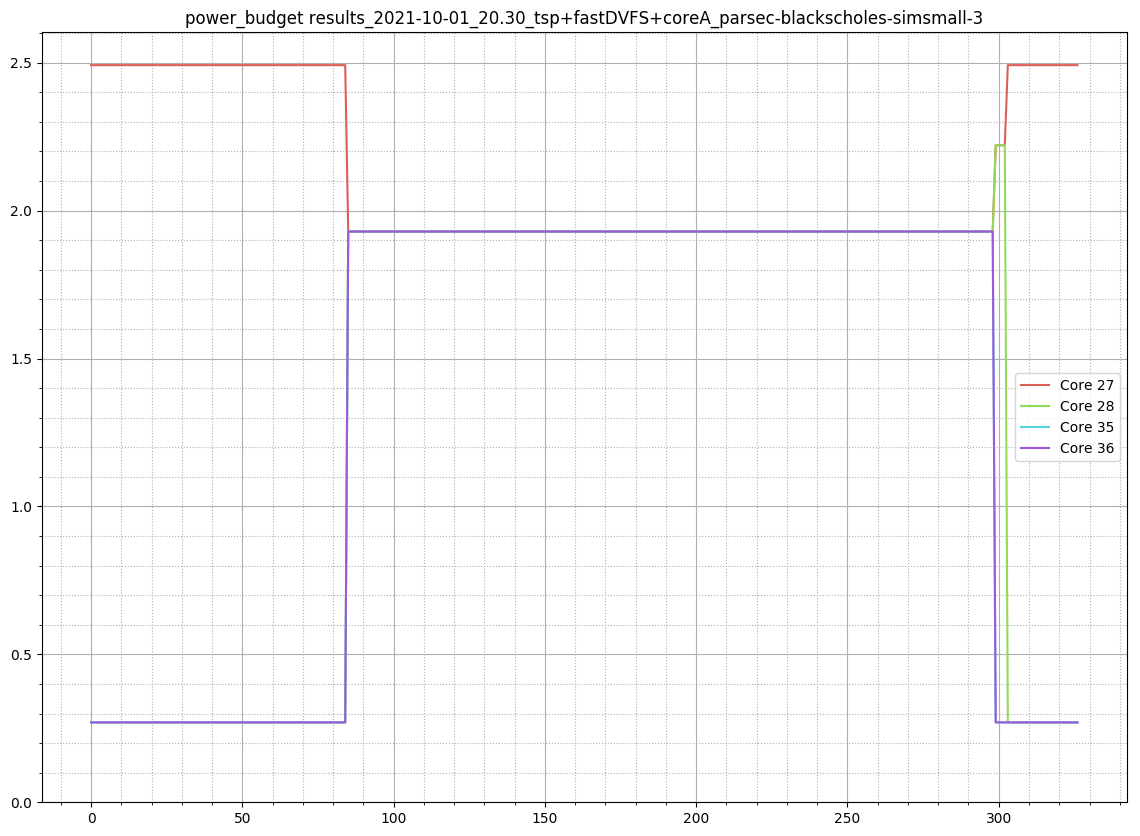 power_budget results_2021-10-01_20.30_tsp+fastDVFS+coreA_parsec-blackscholes-simsmall-3
2.5
2.0
1.5
1.0
0.5
0.0
Core 27
Core 28
Core 35
Core 36
0 50 100 150 200 250 300